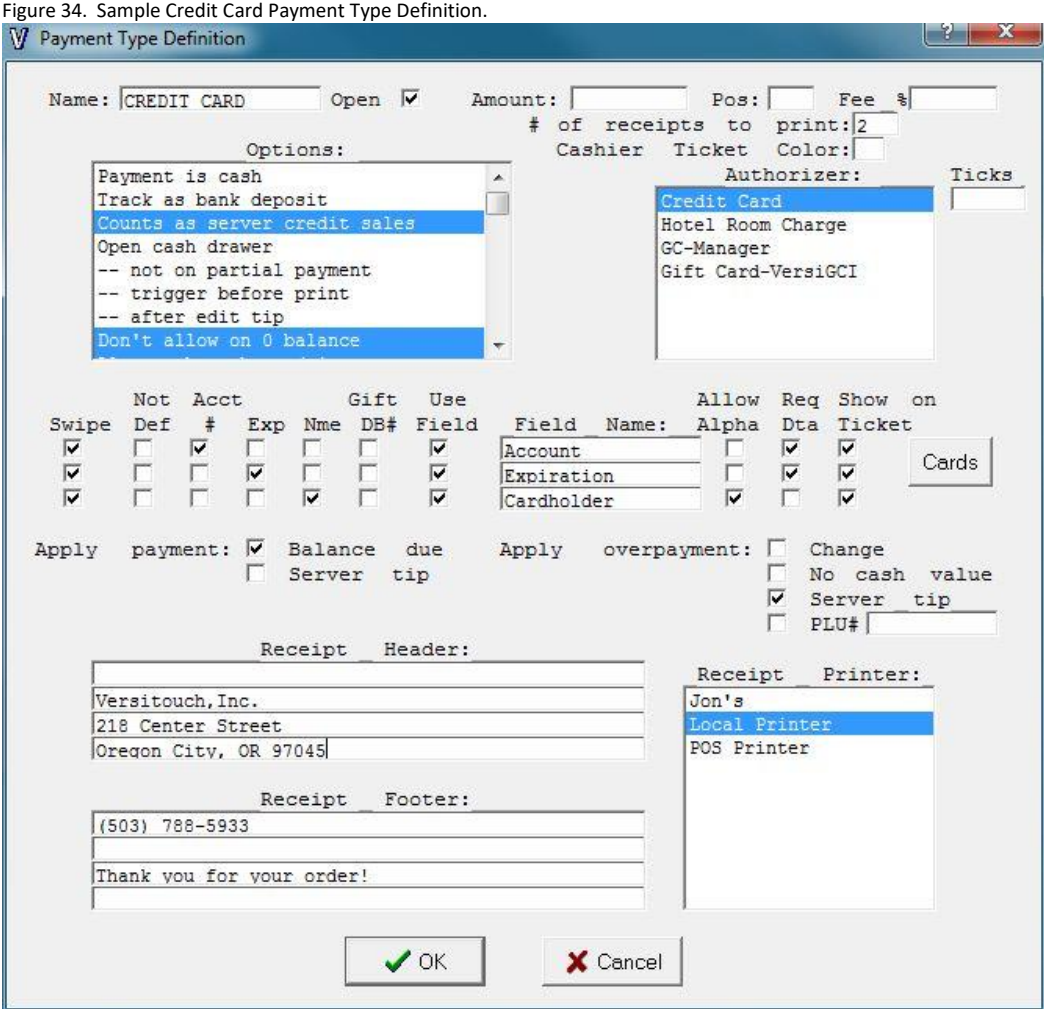 Figure 34. Sample Credit Card Payment Type Definition.
V Payment Type Definition ? X
Name: CREDIT CARD Open Amount: Pos: Fee %
# of receipts to print: 2
Options: Cashier Ticket Color:
Payment is cash Authorizer: Ticks
Track as bank deposit Credit Card
Counts as server credit sales Hotel Room Charge
Open cash drawer GC-Manager
-- not on partial payment Gift Card-VersiGCI
-- trigger before print
-- after edit tip
Don't allow on 0 balance
Not Acct Gift Use Allow Req Show on
Swipe Def # Exp Nme DB# Field Field Name: Alpha Dta Ticket
Account
Expiration Cards
Cardholder
Apply payment: Balance due Apply overpayment: Change
Server tip No cash value
Server tip
PLU#
Receipt Header: Receipt Printer:
Versitouch,Inc. Jon's
218 Center Street Local Printer
Oregon City, OR 97045 POS Printer
Receipt Footer:
(503) 788-5933
Thank you for your order!
OK Cancel